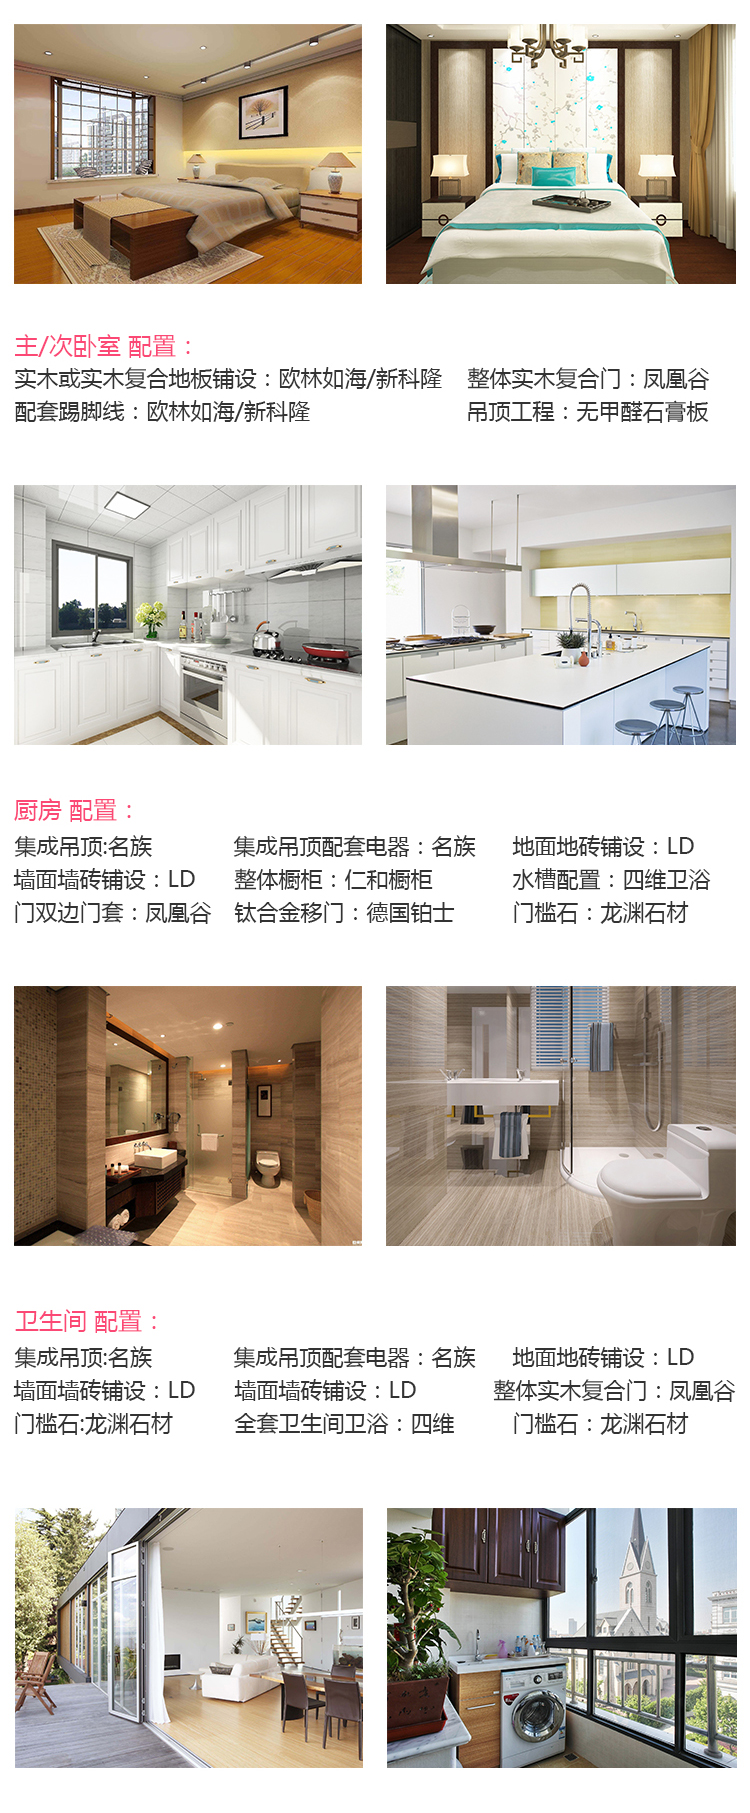 主/次卧室 配置：
实木或实木复合地板铺设：欧林如海/新科隆 整体实木复合门：凤凰谷
配套踢脚线：欧林如海/新科隆 吊顶工程：无甲醛石膏板
厨房 配置：
集成吊顶:名族 集成吊顶配套电器：名族 地面地砖铺设：LD
墙面墙砖铺设：LD 整体橱柜：仁和橱柜 水槽配置：四维卫浴
门双边门套：凤凰谷 钛合金移门：德国铂士 门槛石：龙渊石材
卫生间 配置：
集成吊顶:名族 集成吊顶配套电器：名族 地面地砖铺设：LD
墙面墙砖铺设：LD 墙面墙砖铺设：LD 整体实木复合门：凤凰谷
门槛石:龙渊石材 全套卫生间卫浴：四维 门槛石：龙渊石材